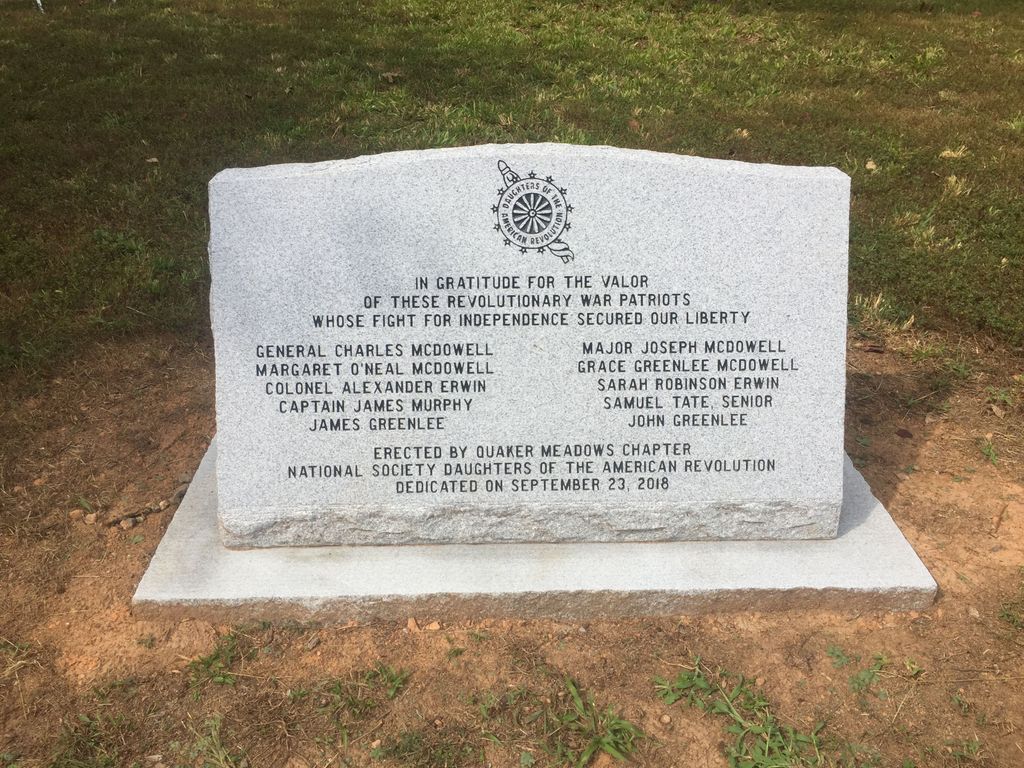 DAUGHTERS OF THE
AMERICAN REVOLUTION
IN GRATITUDE FOR THE VALOR
OF THESE REVOLUTIONARY WAR PATRIOTS
WHOSE FIGHT FOR INDEPENDENCE SECURED OUR LIBERTY
GENERAL CHARLES MCDOWELL
MARGARET O'NEAL MCDOWELL
COLONEL ALEXANDER ERWIN
CAPTAIN JAMES MURPHY
JAMES GREENLEE
MAJOR JOSEPH MCDOWELL
GRACE GREENLEE MCDOWELL
SARAH ROBINSON ERWIN
SAMUEL TATE, SENIOR
JOHN GREENLEE
ERECTED BY QUAKER MEADOWS CHAPTER
NATIONAL SOCIETY DAUGHTERS OF THE AMERICAN REVOLUTION
DEDICATED ON SEPTEMBER 23, 2018